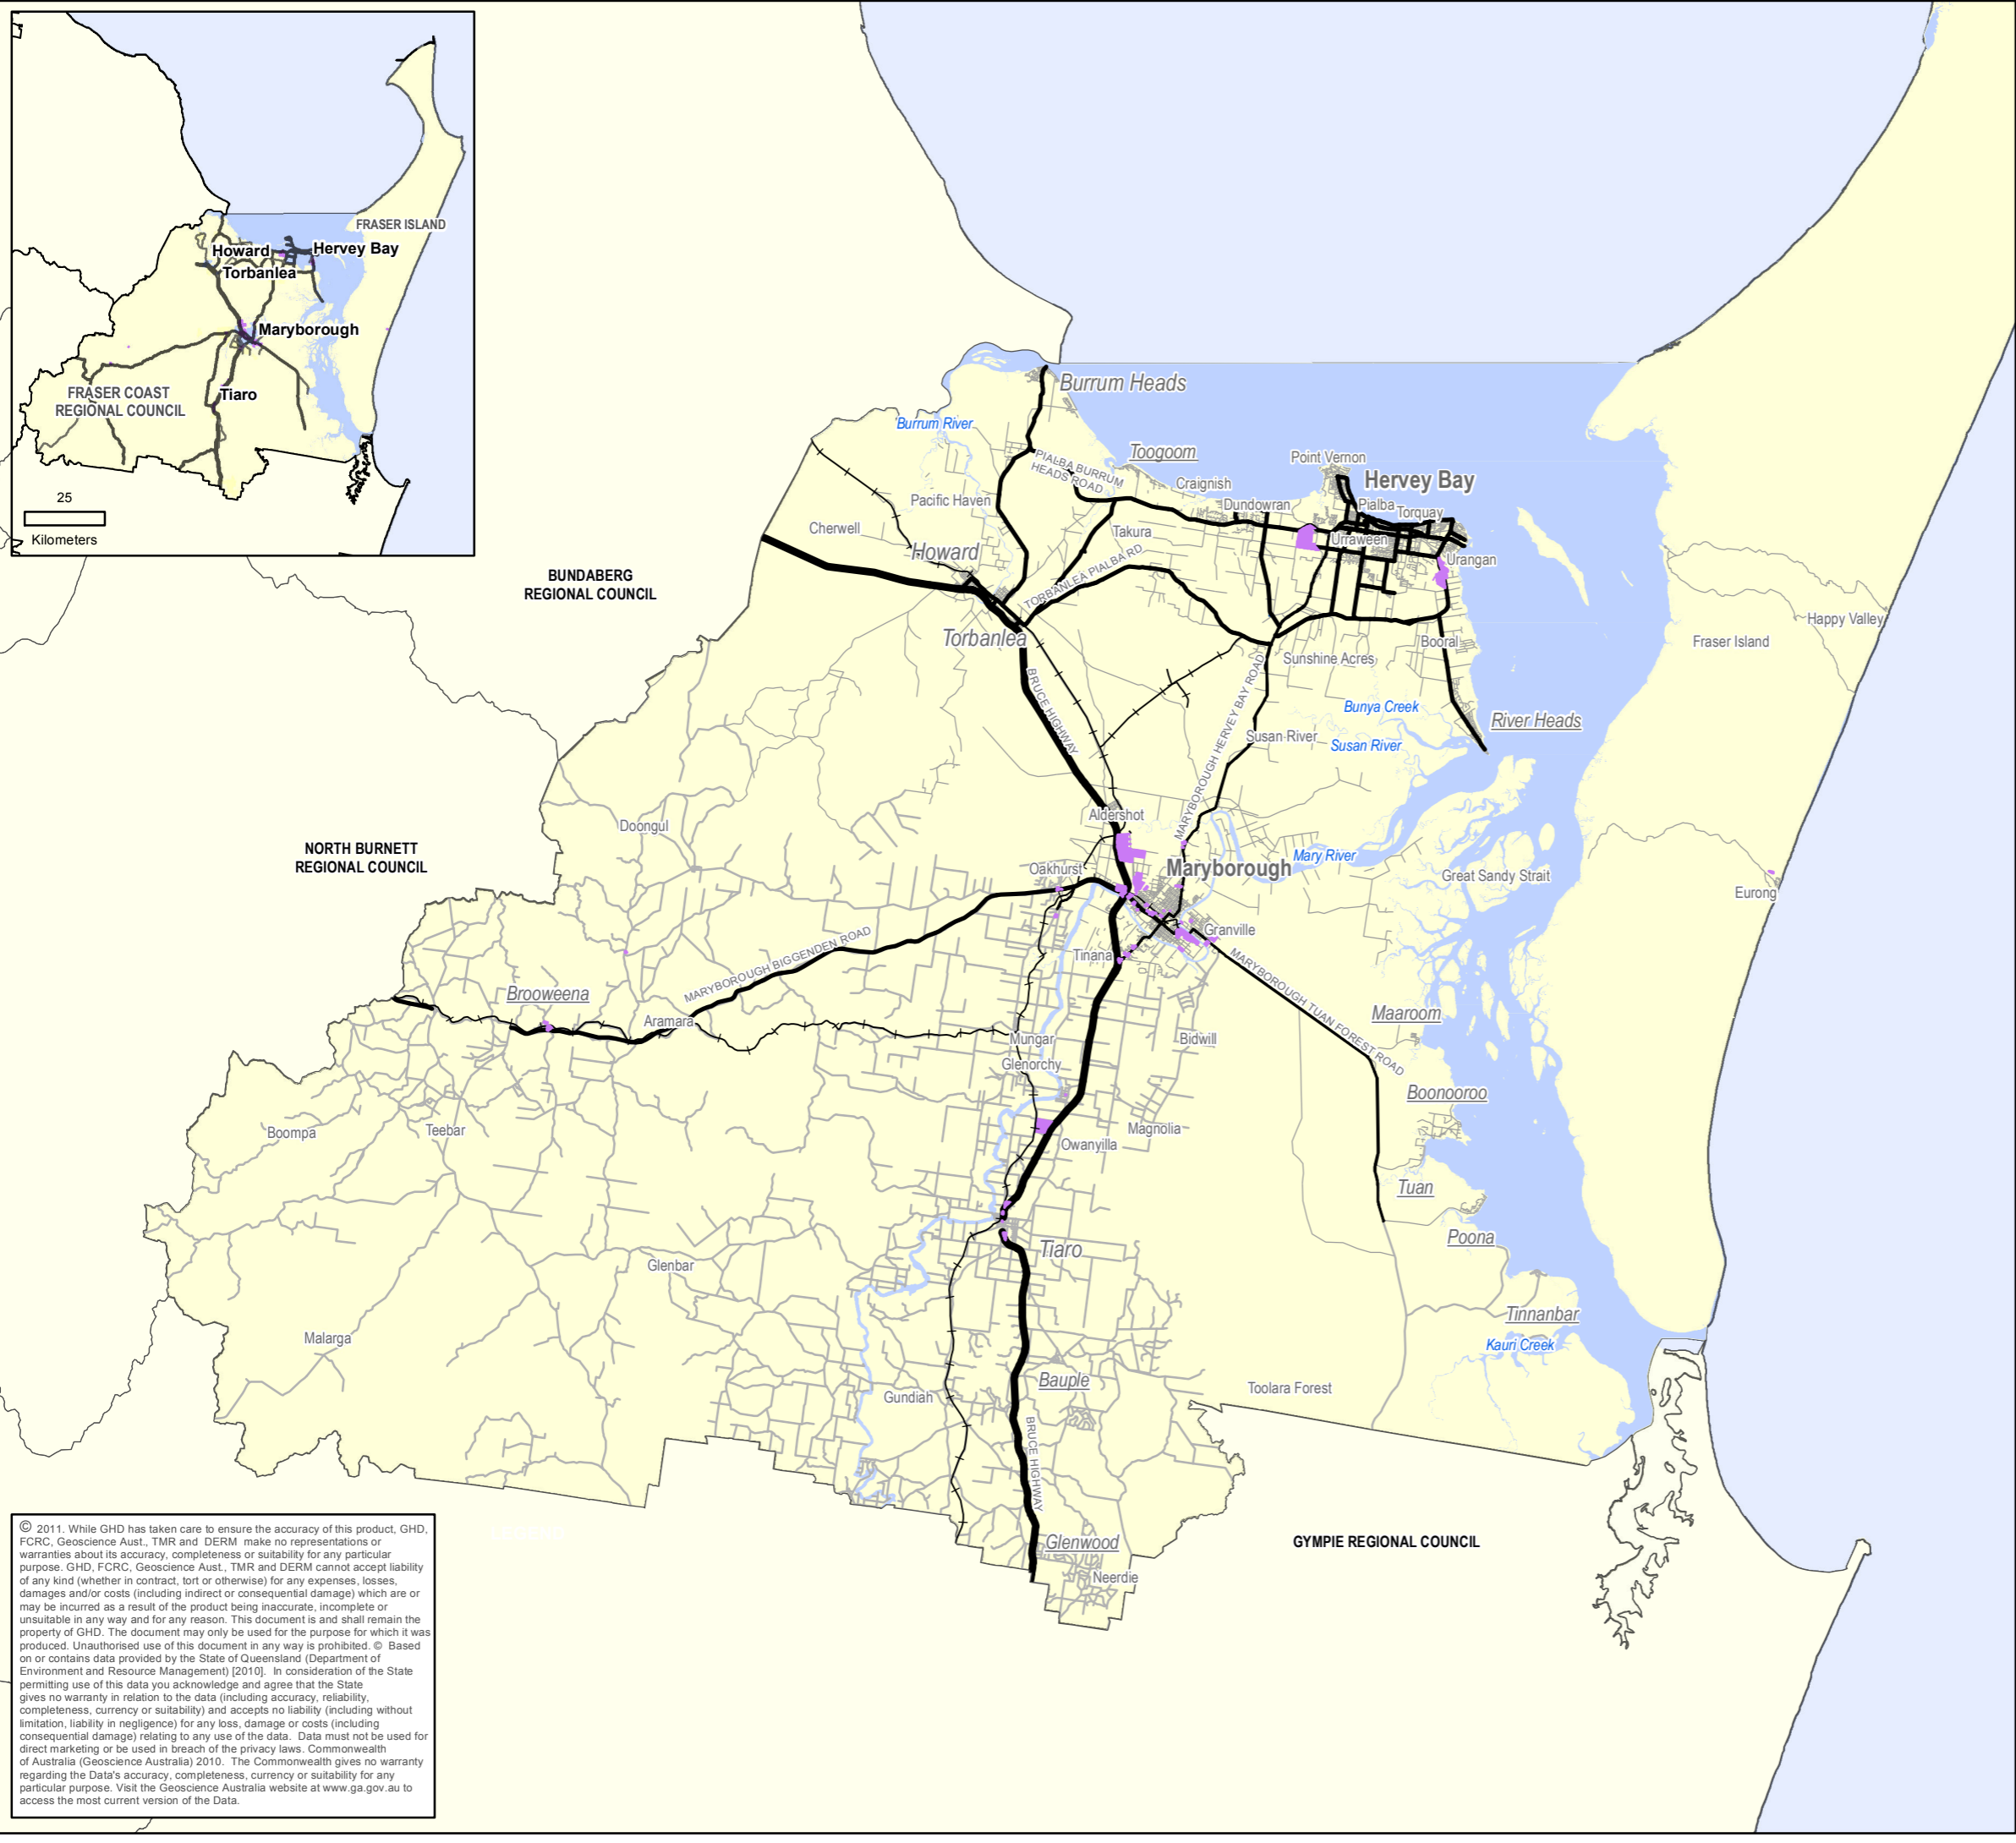 FRASER ISLAND
Howard
Hervey Bay
Torbanlea
Maryborough
FRASER COAST
REGIONAL COUNCIL
Tiaro
25
Kilometers
Burrum Heads
Burrum River
Toogoom
PIALBA BURRUM
HEADS ROAD
Point Vernon
Hervey Bay
Craignish
Pacific Haven
Dundowran
Pialba
Torquay
Cherwell
Takura
Urraween
Howard
Urangan
TORBANLEA PIALBA RD
BUNDABERG
REGIONAL COUNCIL
Happy Valley
Torbanlea
Booral
Fraser Island
Sunshine Acres
BRUCE HIGHWAY
MARYBOROUGH HERVEY BAY ROAD
Bunya Creek
River Heads
Susan River
Susan River
Aldershot
Doongul
NORTH BURNETT
REGIONAL COUNCIL
Oakhurst
Maryborough
Mary River
Great Sandy Strait
Eurong
MARYBOROUGH BIGGENDEN ROAD
Granville
Tinana
MARYBOROUGH TUAN FOREST ROAD
Brooweena
Aramara
Maaroom
Mungar
Bidwill
Glenorchy
Boonooroo
Boompa
Teebar
Magnolia
Owanyilla
Tuan
Poona
Tiaro
Glenbar
Tinnanbar
Malarga
Kauri Creek
Bauple
Toolara Forest
Gundiah
BRUCE HIGHWAY
Glenwood
GYMPIE REGIONAL COUNCIL
Neerdie
© 2011. While GHD has taken care to ensure the accuracy of this product, GHD,
FCRC, Geoscience Aust., TMR and DERM make no representations or
warranties about its accuracy, completeness or suitability for any particular
purpose. GHD, FCRC, Geoscience Aust., TMR and DERM cannot accept liability
of any kind (whether in contract, tort or otherwise) for any expenses, losses,
damages and/or costs (including indirect or consequential damage) which are or
may be incurred as a result of the product being inaccurate, incomplete or
unsuitable in any way and for any reason. This document is and shall remain the
property of GHD. The document may only be used for the purpose for which it was
produced. Unauthorised use of this document in any way is prohibited. © Based
on or contains data provided by the State of Queensland (Department of
Environment and Resource Management) [2010]. In consideration of the State
permitting use of this data you acknowledge and agree that the State
gives no warranty in relation to the data (including accuracy, reliability,
completeness, currency or suitability) and accepts no liability (including without
limitation, liability in negligence) for any loss, damage or costs (including
consequential damage) relating to any use of the data. Data must not be used for
direct marketing or be used in breach of the privacy laws. Commonwealth
of Australia (Geoscience Australia) 2010. The Commonwealth gives no warranty
regarding the Data's accuracy, completeness, currency or suitability for any
particular purpose. Visit the Geoscience Australia website at www.ga.gov.au to
access the most current version of the Data.